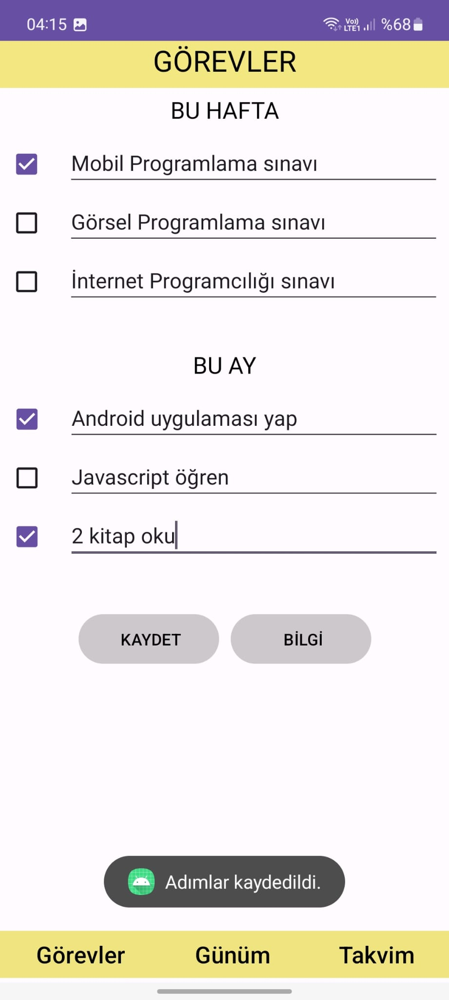 04:15
Vo)) LTE1 %68
GÖREVLER
BU HAFTA
Mobil Programlama sınavı
Görsel Programlama sınavı
İnternet Programcılığı sınavı
BU AY
Android uygulaması yap
Javascript öğren
2 kitap oku
KAYDET BİLGİ
Adımlar kaydedildi.
Görevler Günüm Takvim